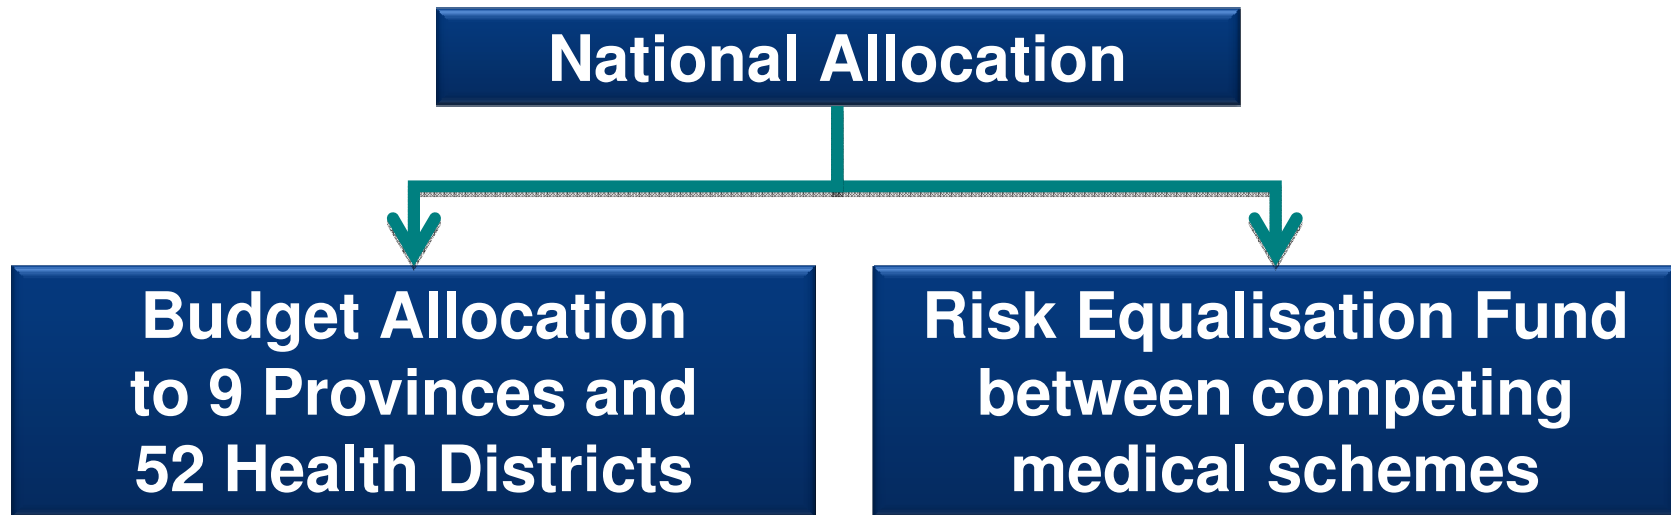 National Allocation
Budget Allocation
to 9 Provinces and
52 Health Districts
Risk Equalisation Fund
between competing
medical schemes